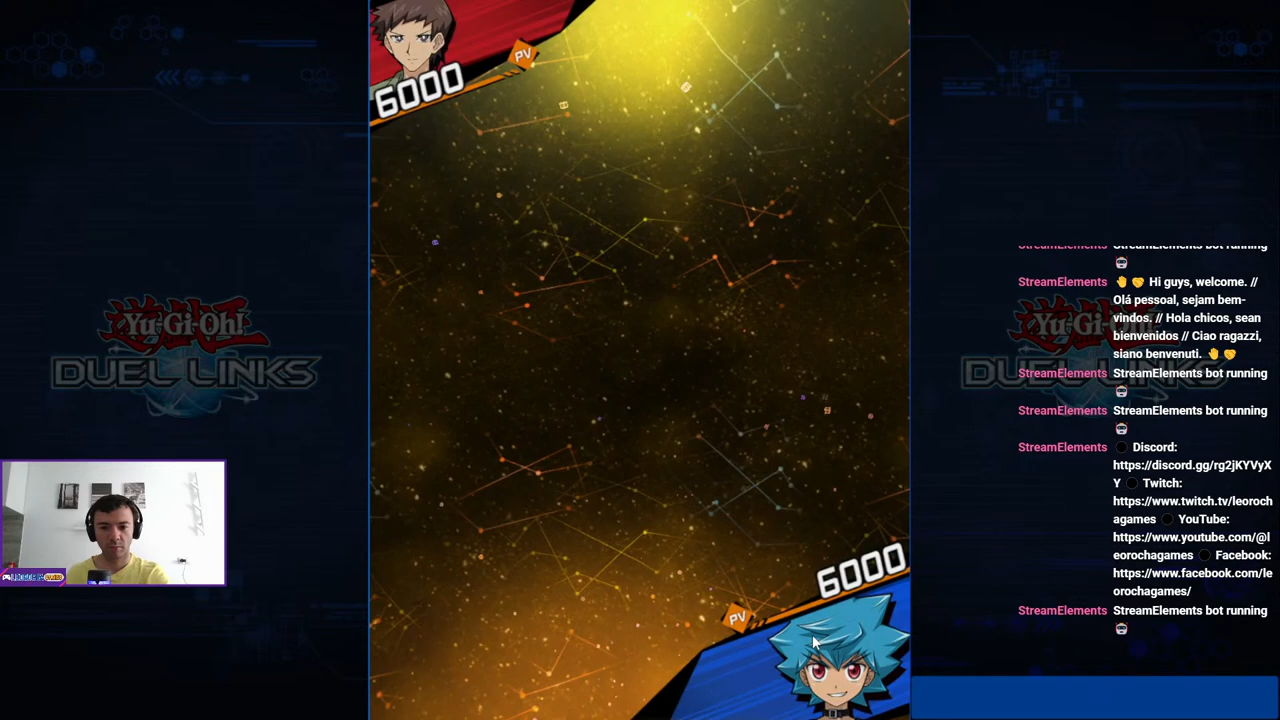 PV
6000
Yu-Gi-Oh!
DUEL LINKS
Yu-Gi-Oh!
DUEL LINKS
StreamElements StreamElements bot running
StreamElements 🤚 🤝 Hi guys, welcome. //
Olá pessoal, sejam bem-
vindos. // Hola chicos, sean
bienvenidos // Ciao ragazzi,
siano benvenuti. 🤚 🤝
StreamElements StreamElements bot running
StreamElements StreamElements bot running
StreamElements Discord:
https://discord.gg/rg2jKYVyX
Y Twitch:
https://www.twitch.tv/leoroch
agames YouTube:
https://www.youtube.com/@l
eorochagames Facebook:
https://www.facebook.com/le
orochagames/
StreamElements StreamElements bot running
6000
PV